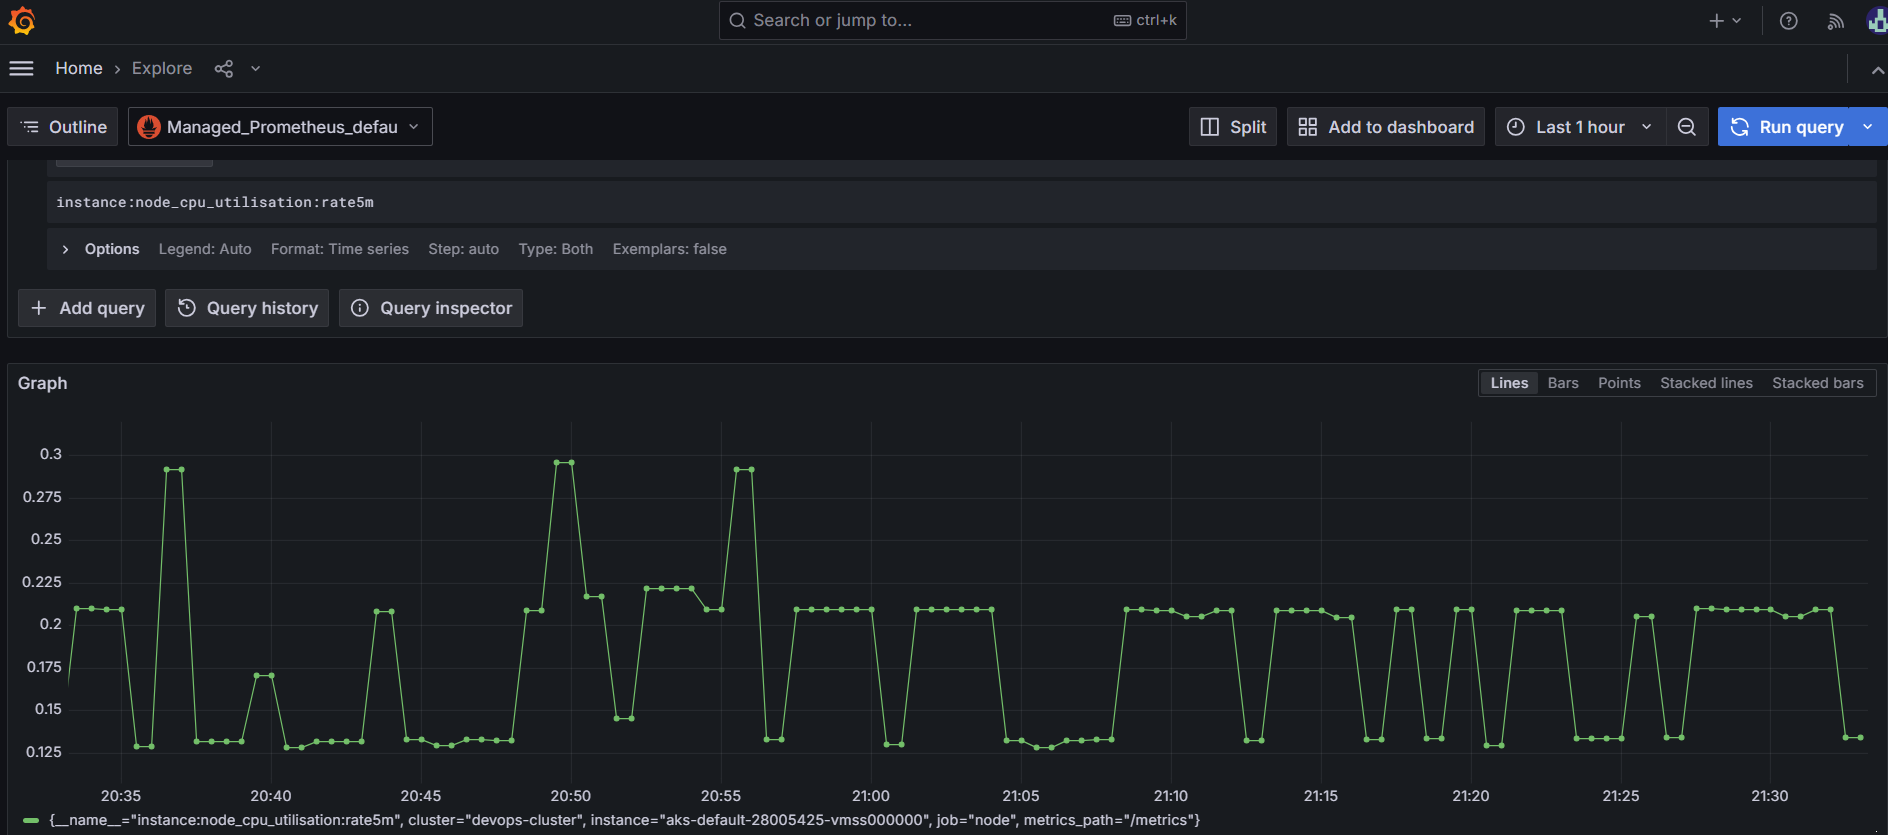 Search or jump to... ctrl+k
Home › Explore
Outline Managed_Prometheus_defau Split Add to dashboard Last 1 hour Run query
instance:node_cpu_utilisation:rate5m
Options Legend: Auto Format: Time series Step: auto Type: Both Exemplars: false
Add query Query history Query inspector
Graph Lines Bars Points Stacked lines Stacked bars
0.3
0.275
0.25
0.225
0.2
0.175
0.15
0.125
20:35 20:40 20:45 20:50 20:55 21:00 21:05 21:10 21:15 21:20 21:25 21:30
{__name__="instance:node_cpu_utilisation:rate5m", cluster="devops-cluster", instance="aks-default-28005425-vmss000000", job="node", metrics_path="/metrics"}